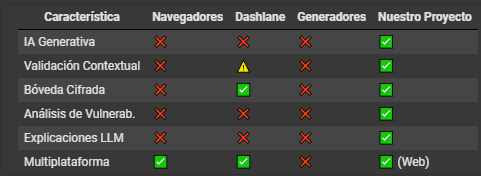 Característica Navegadores Dashlane Generadores Nuestro Proyecto
IA Generativa ❌ ❌ ❌ ✅
Validación Contextual ❌ ⚠️ ❌ ✅
Bóveda Cifrada ❌ ✅ ❌ ✅
Análisis de Vulnerab. ❌ ❌ ❌ ✅
Explicaciones LLM ❌ ❌ ❌ ✅
Multiplataforma ✅ ✅ ❌ ✅ (Web)